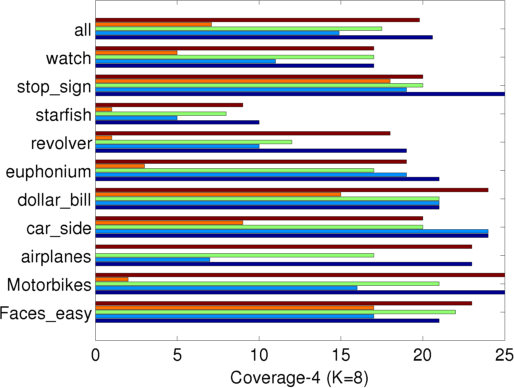 all
watch
stop_sign
starfish
revolver
euphonium
dollar_bill
car_side
airplanes
Motorbikes
Faces_easy
0 5 10 15 20 25
Coverage-4 (K=8)